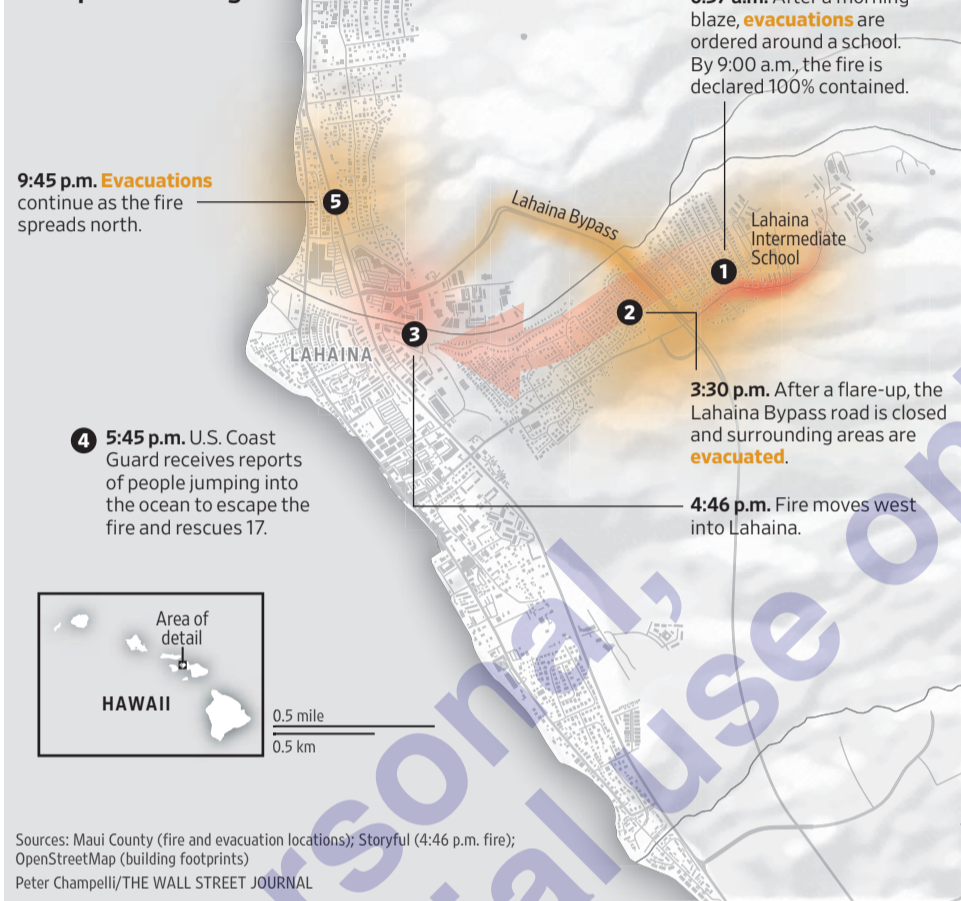 blaze, evacuations are
ordered around a school.
By 9:00 a.m., the fire is
declared 100% contained.
9:45 p.m. Evacuations
continue as the fire
spreads north.
5
Lahaina Bypass
Lahaina
Intermediate
School
1
2
3
LAHAINA
3:30 p.m. After a flare-up, the
Lahaina Bypass road is closed
and surrounding areas are
evacuated.
4 5:45 p.m. U.S. Coast
Guard receives reports
of people jumping into
the ocean to escape the
fire and rescues 17.
4:46 p.m. Fire moves west
into Lahaina.
Area of
detail
HAWAII
0.5 mile
0.5 km
Sources: Maui County (fire and evacuation locations); Storyful (4:46 p.m. fire);
OpenStreetMap (building footprints)
Peter Champelli/THE WALL STREET JOURNAL